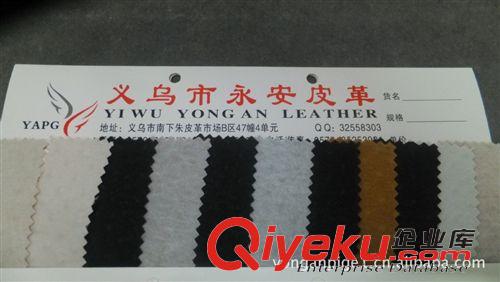 义乌市永安皮革
货名
YAPG
YIWU YONGAN LEATHER
规格
地址:义乌市南下朱皮革市场B区47幢4单元
QQ: 32558303
Qiyeku.com
企业库
Enterprise Database